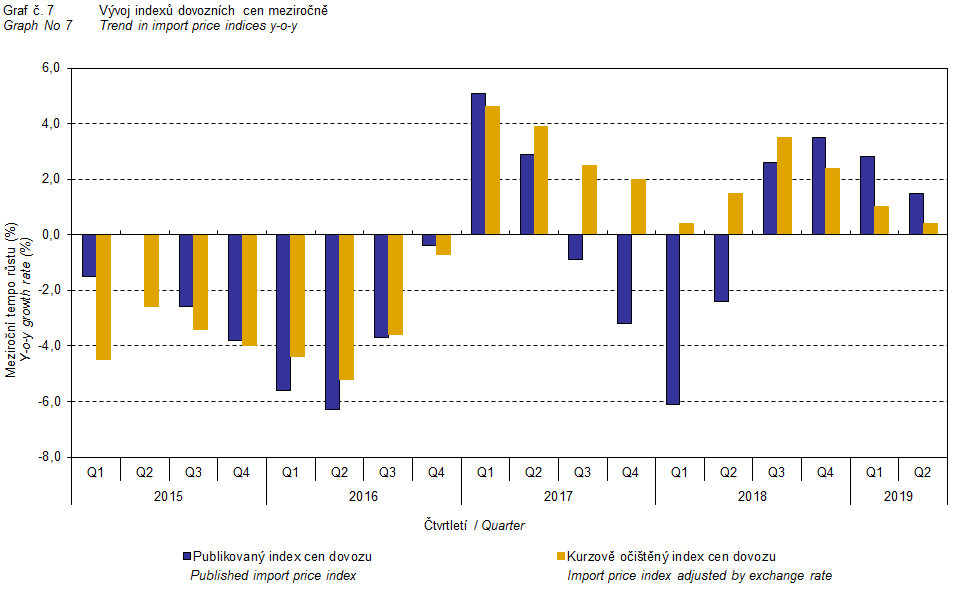 Graf č. 7 Vývoj indexů dovozních cen meziročně
Graph No 7 Trend in import price indices y-o-y
Meziroční tempo růstu (%)
Y-o-y growth rate (%)
6,0
4,0
2,0
0,0
-2,0
-4,0
-6,0
-8,0
Q1 Q2 Q3 Q4 Q1 Q2 Q3 Q4 Q1 Q2 Q3 Q4 Q1 Q2 Q3 Q4 Q1 Q2
2015 2016 2017 2018 2019
Čtvrtletí / Quarter
Publikovaný index cen dovozu Kurzově očištěný index cen dovozu
Published import price index Import price index adjusted by exchange rate